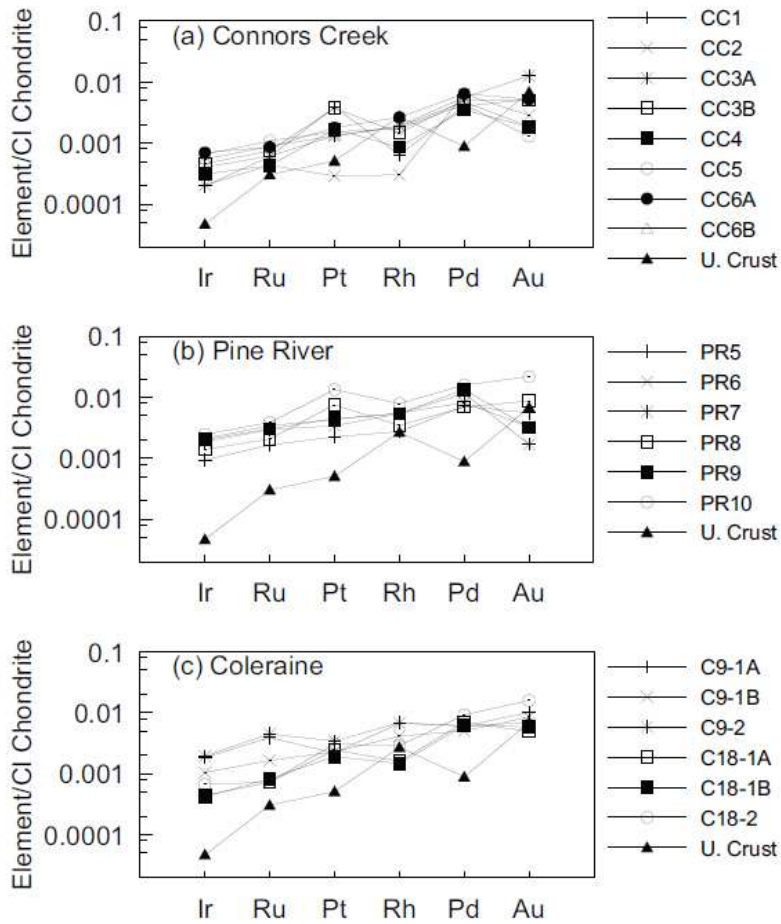 Element/CI Chondrite
0.1
0.01
0.001
0.0001
(a) Connors Creek
Ir Ru Pt Rh Pd Au
CC1
CC2
CC3A
CC3B
CC4
CC5
CC6A
CC6B
U. Crust
Element/CI Chondrite
0.1
0.01
0.001
0.0001
(b) Pine River
Ir Ru Pt Rh Pd Au
PR5
PR6
PR7
PR8
PR9
PR10
U. Crust
Element/CI Chondrite
0.1
0.01
0.001
0.0001
(c) Coleraine
Ir Ru Pt Rh Pd Au
C9-1A
C9-1B
C9-2
C18-1A
C18-1B
C18-2
U. Crust